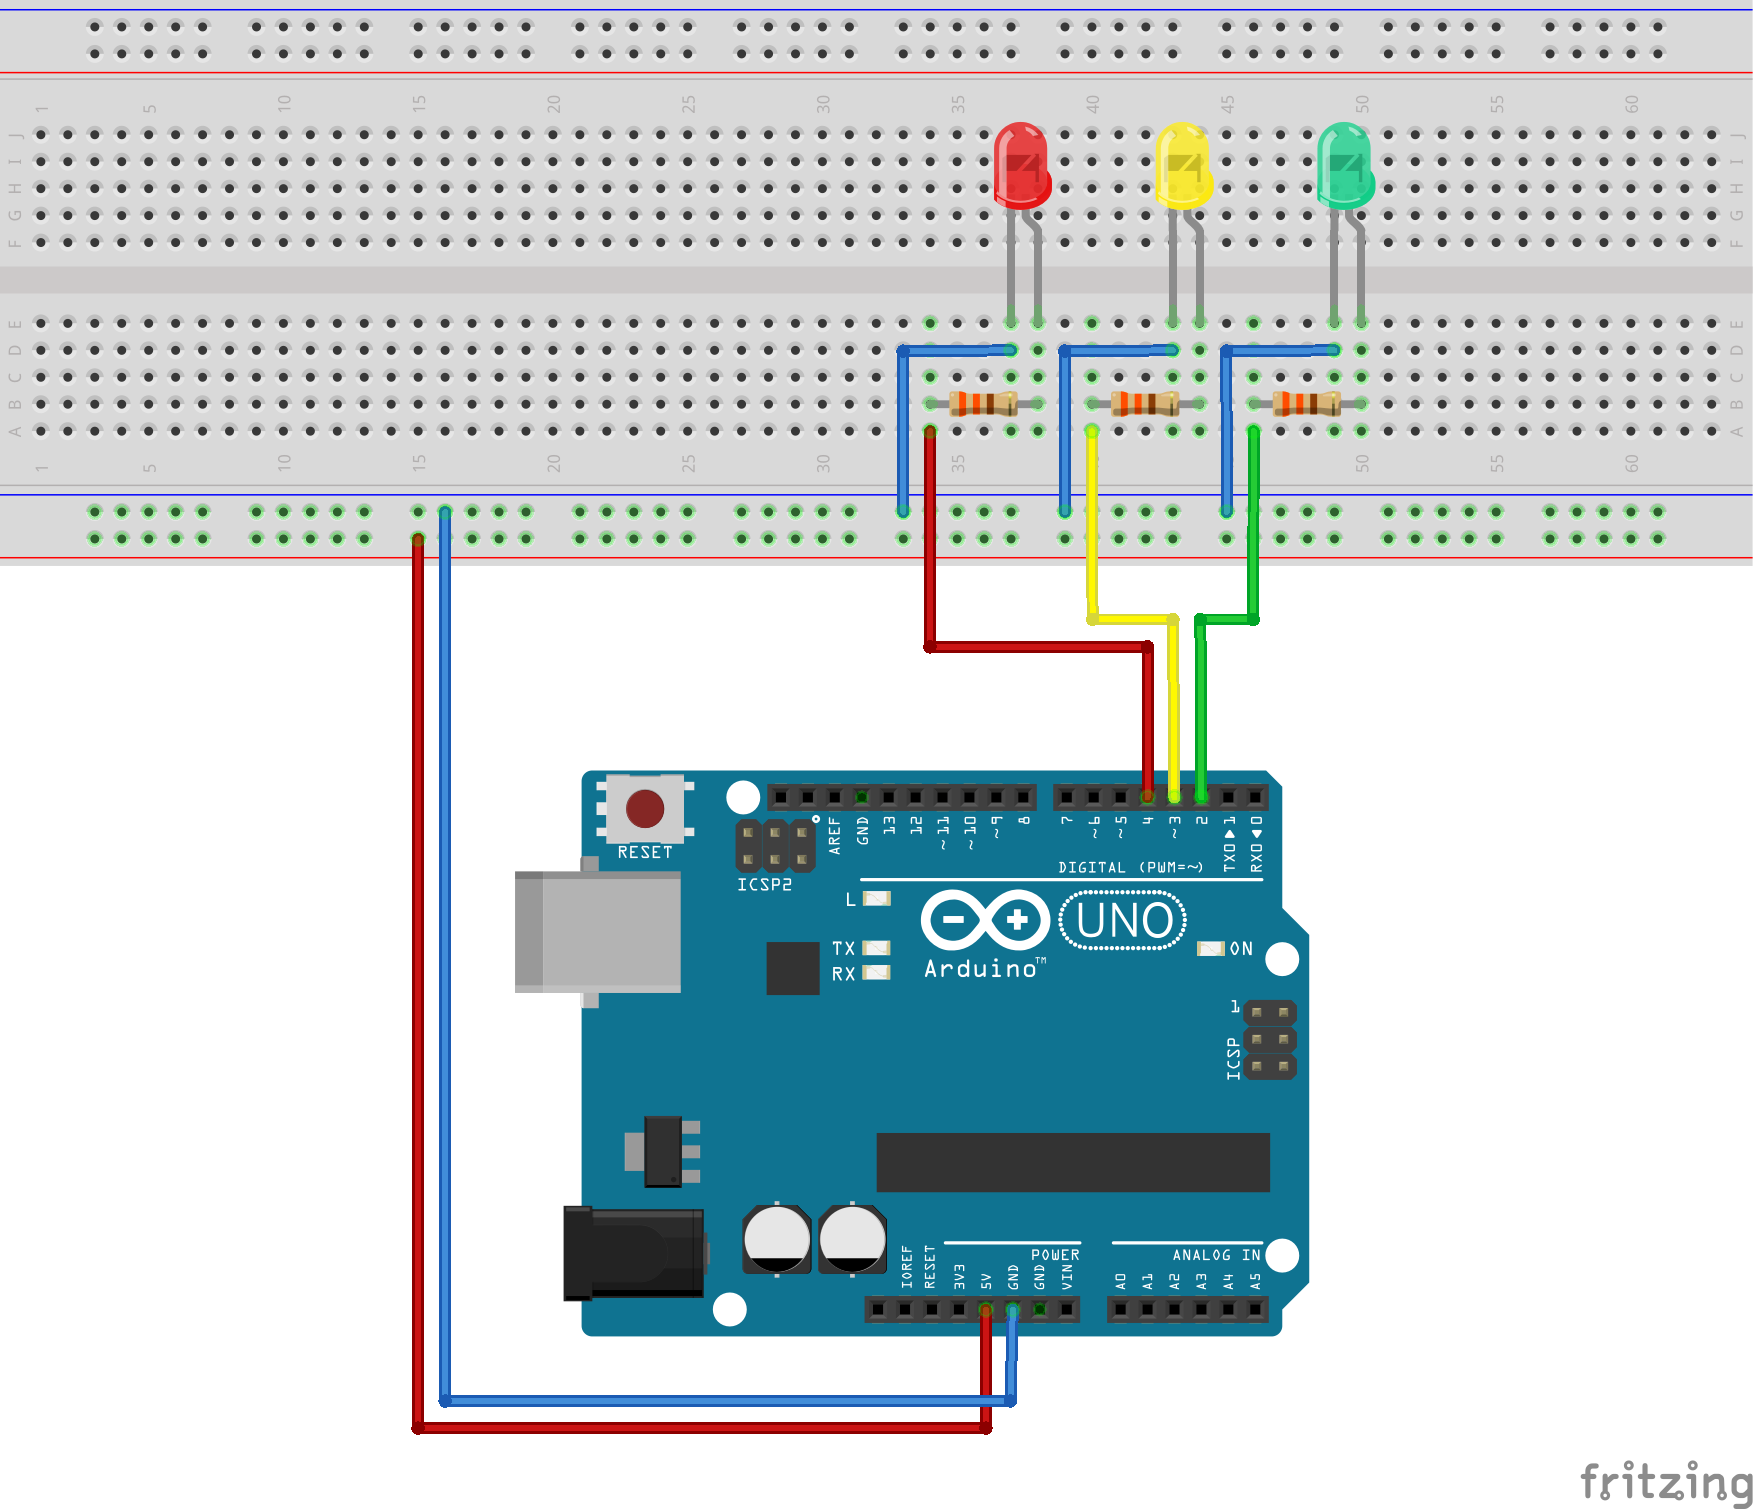 1 5 10 15 20 25 30 35 40 45 50 55 60
J J
I I
H H
G G
F F
E E
D D
C C
B B
A A
1 5 10 15 20 25 30 35 50 55 60
RESET
ICSP2
AREF GND 13 12 ~11 ~10 ~9 8 7 ~6 ~5 4 ~3 2 TX0▶1 RX0◀0
DIGITAL (PWM=~)
L
TX
RX
UNO
Arduino™
ON
1
ICSP
POWER
ANALOG IN
IOREF RESET 3V3 5V GND GND VIN A0 A1 A2 A3 A4 A5
fritzing